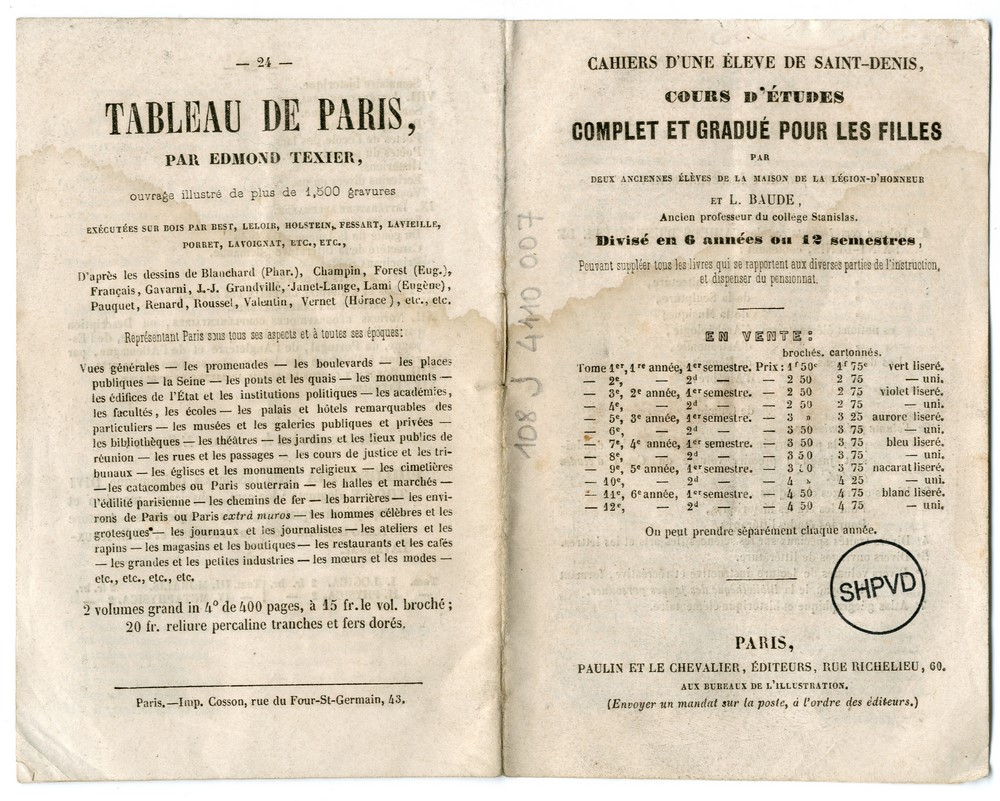 — 24 —
TABLEAU DE PARIS,
PAR EDMOND TEXIER,
ouvrage illustré de plus de 1,500 gravures
EXÉCUTÉES SUR BOIS PAR BEST, LELOIR, HOLSTEIN, FESSART, LAVIEILLE,
PORRET, LAVOIGNAT, ETC., ETC.,
D'après les dessins de Blanchard (Phar.), Champin, Forest (Eug.),
Français, Gavarni, J.-J. Grandville, Janet-Lange, Lami (Eugène),
Pauquet, Renard, Roussel, Valentin, Vernet (Horace), etc., etc.
Représentant Paris sous tous ses aspects et à toutes ses époques:
Vues générales — les promenades — les boulevards — les places
publiques — la Seine — les ponts et les quais — les monuments —
les édifices de l'État et les institutions politiques — les académies,
les facultés, les écoles — les palais et hôtels remarquables des
particuliers — les musées et les galeries publiques et privées —
les bibliothèques — les théâtres — les jardins et les lieux publics de
réunion — les rues et les passages — les cours de justice et les tri-
bunaux — les églises et les monuments religieux — les cimetières
—les catacombes ou Paris souterrain — les halles et marchés —
l'édilité parisienne — les chemins de fer — les barrières — les envi-
rons de Paris ou Paris extrà muros — les hommes célèbres et les
grotesques — les journaux et les journalistes — les ateliers et les
rapins — les magasins et les boutiques — les restaurants et les cafés
— les grandes et les petites industries — les mœurs et les modes —
etc., etc., etc., etc.
2 volumes grand in 4° de 400 pages, à 15 fr. le vol. broché;
20 fr. reliure percaline tranches et fers dorés.
Paris.—Imp. Cosson, rue du Four-St-Germain, 43.
108 J 4110 007
CAHIERS D'UNE ÉLEVE DE SAINT-DENIS,
COURS D'ÉTUDES
COMPLET ET GRADUÉ POUR LES FILLES
PAR
DEUX ANCIENNES ÉLÈVES DE LA MAISON DE LA LÉGION-D'HONNEUR
ET L. BAUDE,
Ancien professeur du collége Stanislas.
Divisé en 6 années ou 12 semestres,
Pouvant suppléer tous les livres qui se rapportent aux diverses parties de l'instruction,
et dispenser du pensionnat.
EN VENTE:
brochés. cartonnés.
Tome 1er, 1re année, 1er semestre. Prix: 1f 50c 1f 75c vert liseré.
— 2e, — 2d — — 2 50 2 75 — uni.
— 3e, 2e année, 1er semestre. — 2 50 2 75 violet liseré.
— 4e, — 2d — — 2 50 2 75 — uni.
— 5e, 3e année, 1er semestre. — 3 » 3 25 aurore liseré.
— 6e, — 2d — — 3 50 3 75 — uni.
— 7e, 4e année, 1er semestre. — 3 50 3 75 bleu liseré.
— 8e, — 2d — — 3 50 3 75 — uni.
— 9e, 5e année, 1er semestre. — 3 50 3 75 nacarat liseré.
— 10e, — 2d — — 4 » 4 25 — uni.
— 11e, 6e année, 1er semestre. — 4 50 4 75 blanc liseré.
— 12e, — 2d — — 4 50 4 75 — uni.
On peut prendre séparément chaque année.
SHPVD
PARIS,
PAULIN ET LE CHEVALIER, ÉDITEURS, RUE RICHELIEU, 60.
AUX BUREAUX DE L'ILLUSTRATION.
(Envoyer un mandat sur la poste, à l'ordre des éditeurs.)